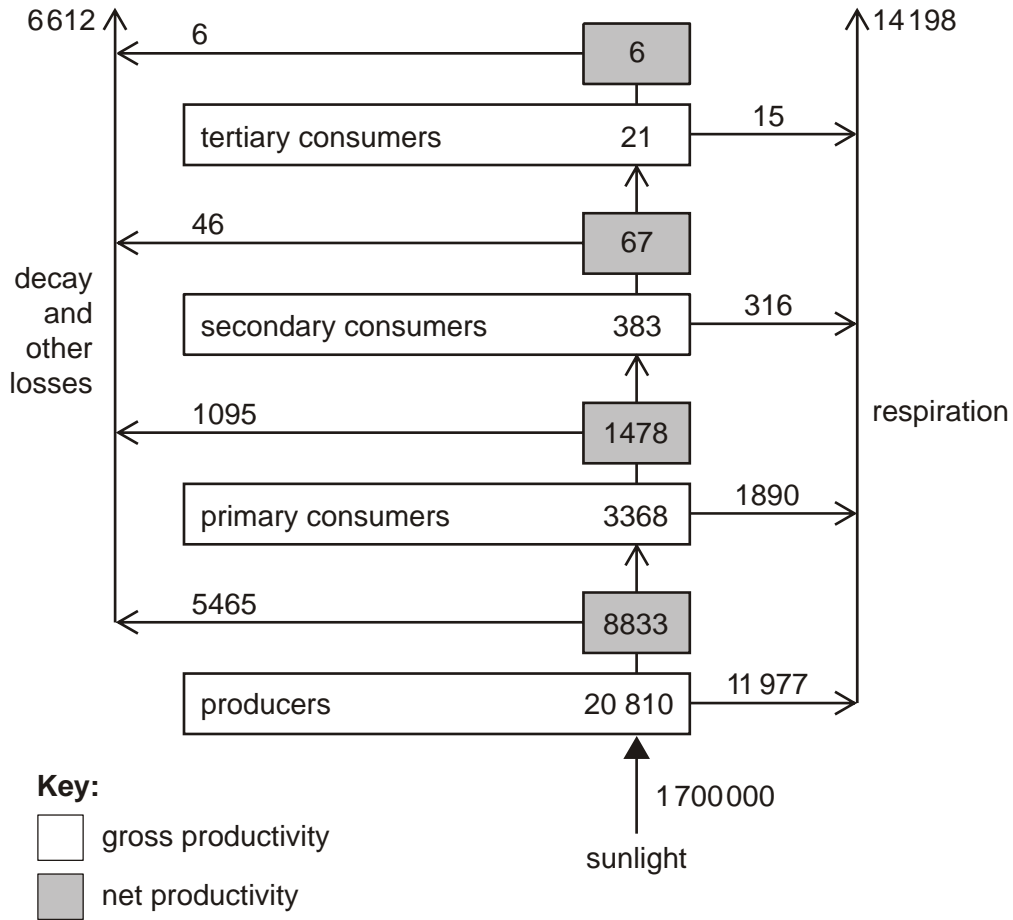 6612
14198
6
6
tertiary consumers 21
15
46
67
decay
and
other
losses
secondary consumers 383
316
1095
1478
respiration
primary consumers 3368
1890
5465
8833
producers 20 810
11 977
1700000
sunlight
Key:
gross productivity
net productivity